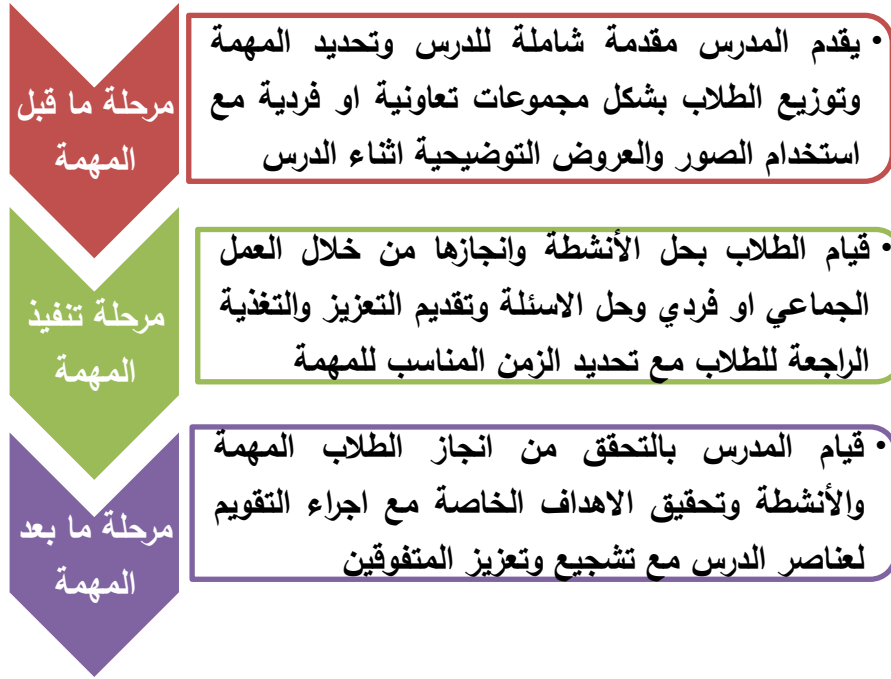 مرحلة ما قبل
المهمة
• يقدم المدرس مقدمة شاملة للدرس وتحديد المهمة
وتوزيع الطلاب بشكل مجموعات تعاونية او فردية مع
استخدام الصور والعروض التوضيحية اثناء الدرس
مرحلة تنفيذ
المهمة
• قيام الطلاب بحل الأنشطة وانجازها من خلال العمل
الجماعي او فردي وحل الاسئلة وتقديم التعزيز والتغذية
الراجعة للطلاب مع تحديد الزمن المناسب للمهمة
مرحلة ما بعد
المهمة
• قيام المدرس بالتحقق من انجاز الطلاب المهمة
والأنشطة وتحقيق الاهداف الخاصة مع اجراء التقويم
لعناصر الدرس مع تشجيع وتعزيز المتفوقين